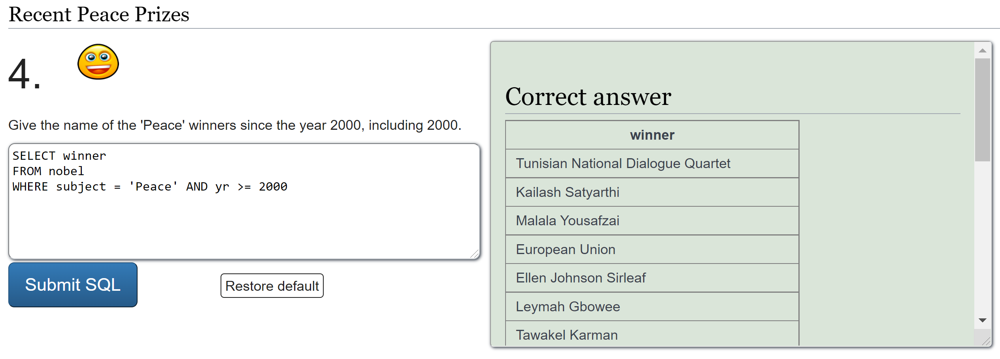 Recent Peace Prizes
4.
Give the name of the 'Peace' winners since the year 2000, including 2000.
SELECT winner
FROM nobel
WHERE subject = 'Peace' AND yr >= 2000
Submit SQL
Restore default
Correct answer
winner
Tunisian National Dialogue Quartet
Kailash Satyarthi
Malala Yousafzai
European Union
Ellen Johnson Sirleaf
Leymah Gbowee
Tawakel Karman